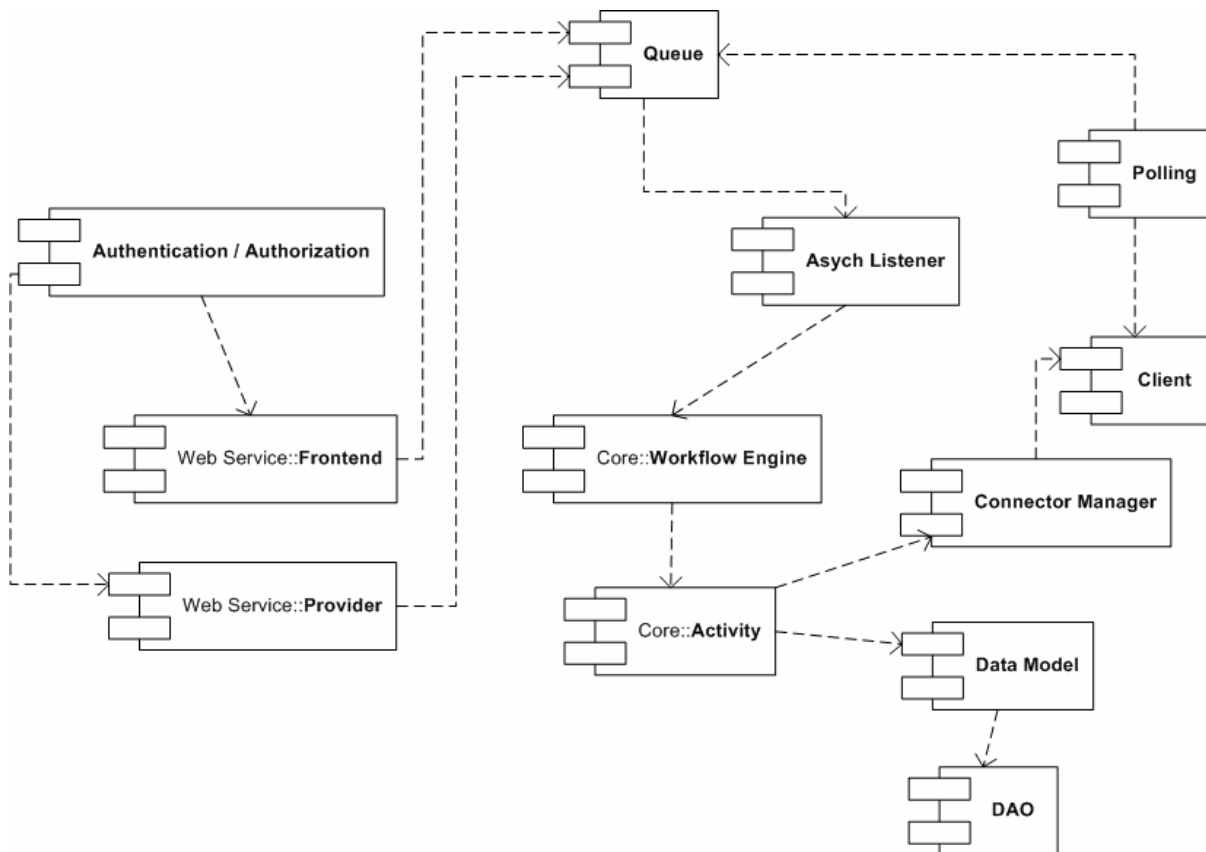 Queue
Polling
Authentication / Authorization
Asych Listener
Client
Web Service::Frontend
Core::Workflow Engine
Connector Manager
Web Service::Provider
Core::Activity
Data Model
DAO